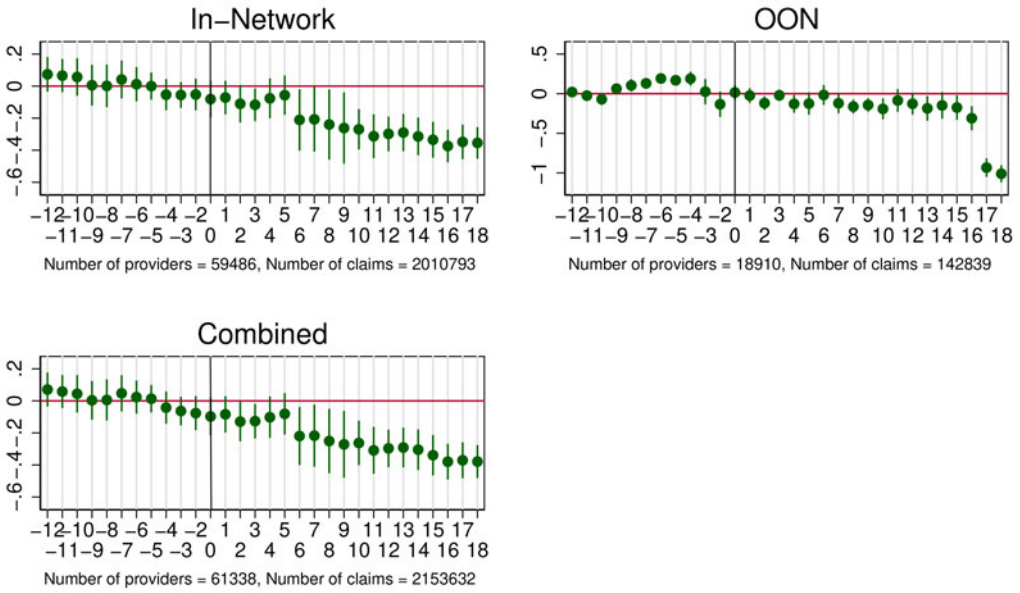 In−Network
.2
0
−.2
−.4
−.6
−12−10−8 −6 −4 −2 1 3 5 7 9 11 13 15 17
−11−9 −7 −5 −3 0 2 4 6 8 10 12 14 16 18
Number of providers = 59486, Number of claims = 2010793
OON
.5
0
−.5
−1
−12−10−8 −6 −4 −2 1 3 5 7 9 11 13 15 17
−11−9 −7 −5 −3 0 2 4 6 8 10 12 14 16 18
Number of providers = 18910, Number of claims = 142839
Combined
.2
0
−.2
−.4
−.6
−12−10−8 −6 −4 −2 1 3 5 7 9 11 13 15 17
−11−9 −7 −5 −3 0 2 4 6 8 10 12 14 16 18
Number of providers = 61338, Number of claims = 2153632